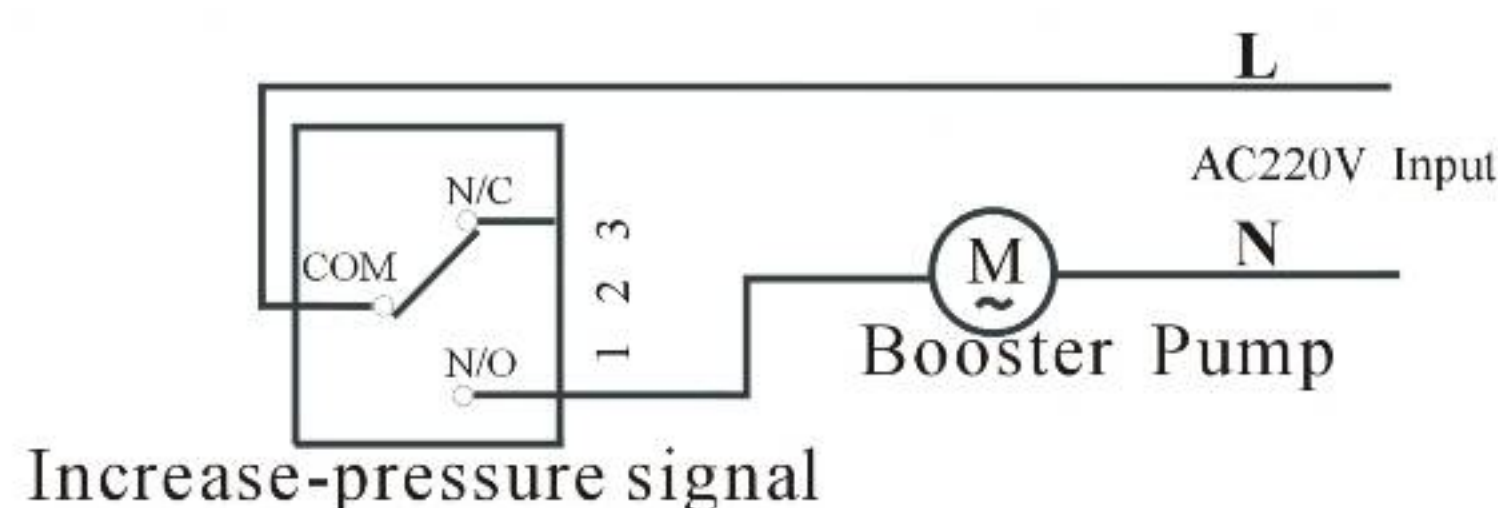 L
AC220V Input
N/C
3
COM
2
M
N
~
N/O
1
Booster Pump
Increase-pressure signal